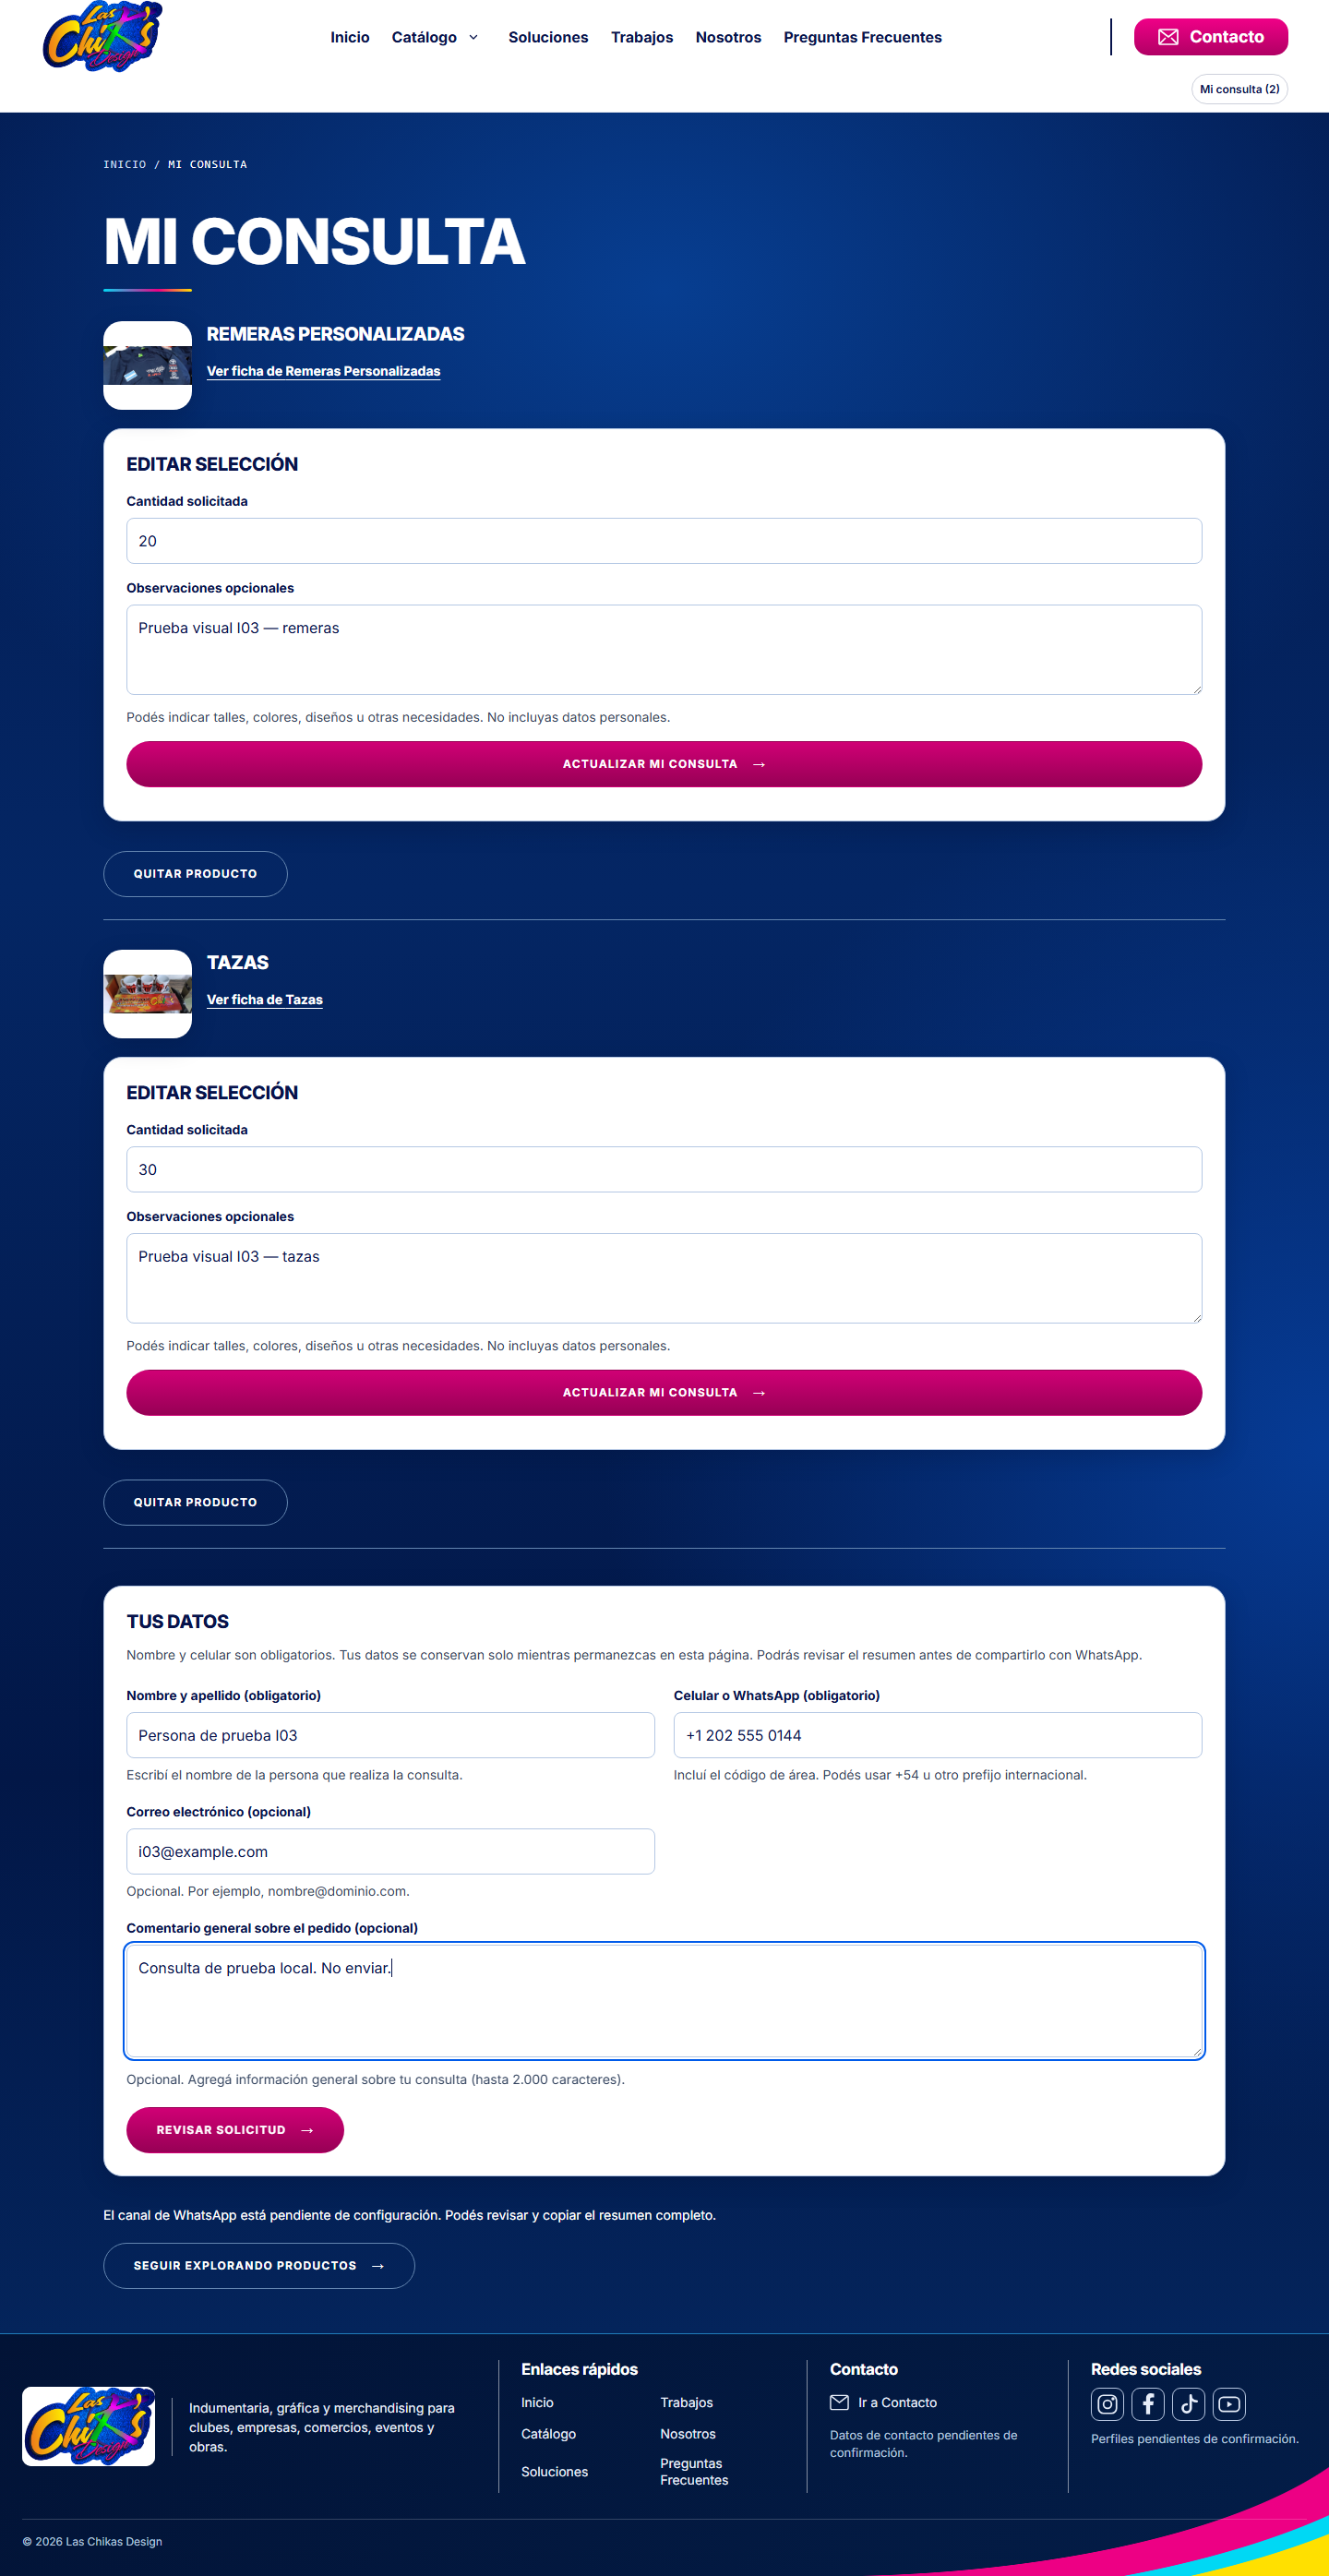 Las
Chikas
Design
Inicio
Catálogo
Soluciones
Trabajos
Nosotros
Preguntas Frecuentes
Contacto
Mi consulta (2)
INICIO / MI CONSULTA
MI CONSULTA
REMERAS PERSONALIZADAS
Ver ficha de Remeras Personalizadas
EDITAR SELECCIÓN
Cantidad solicitada
20
Observaciones opcionales
Prueba visual I03 — remeras
Podés indicar talles, colores, diseños u otras necesidades. No incluyas datos personales.
ACTUALIZAR MI CONSULTA →
QUITAR PRODUCTO
TAZAS
Ver ficha de Tazas
EDITAR SELECCIÓN
Cantidad solicitada
30
Observaciones opcionales
Prueba visual I03 — tazas
Podés indicar talles, colores, diseños u otras necesidades. No incluyas datos personales.
ACTUALIZAR MI CONSULTA →
QUITAR PRODUCTO
TUS DATOS
Nombre y celular son obligatorios. Tus datos se conservan solo mientras permanezcas en esta página. Podrás revisar el resumen antes de compartirlo con WhatsApp.
Nombre y apellido (obligatorio)
Persona de prueba I03
Escribí el nombre de la persona que realiza la consulta.
Celular o WhatsApp (obligatorio)
+1 202 555 0144
Incluí el código de área. Podés usar +54 u otro prefijo internacional.
Correo electrónico (opcional)
i03@example.com
Opcional. Por ejemplo, nombre@dominio.com.
Comentario general sobre el pedido (opcional)
Consulta de prueba local. No enviar.
Opcional. Agregá información general sobre tu consulta (hasta 2.000 caracteres).
REVISAR SOLICITUD →
El canal de WhatsApp está pendiente de configuración. Podés revisar y copiar el resumen completo.
SEGUIR EXPLORANDO PRODUCTOS →
Las
Chikas
Design
Indumentaria, gráfica y merchandising para
clubes, empresas, comercios, eventos y
obras.
Enlaces rápidos
Inicio
Trabajos
Catálogo
Nosotros
Soluciones
Preguntas
Frecuentes
Contacto
Ir a Contacto
Datos de contacto pendientes de
confirmación.
Redes sociales
Perfiles pendientes de confirmación.
© 2026 Las Chikas Design